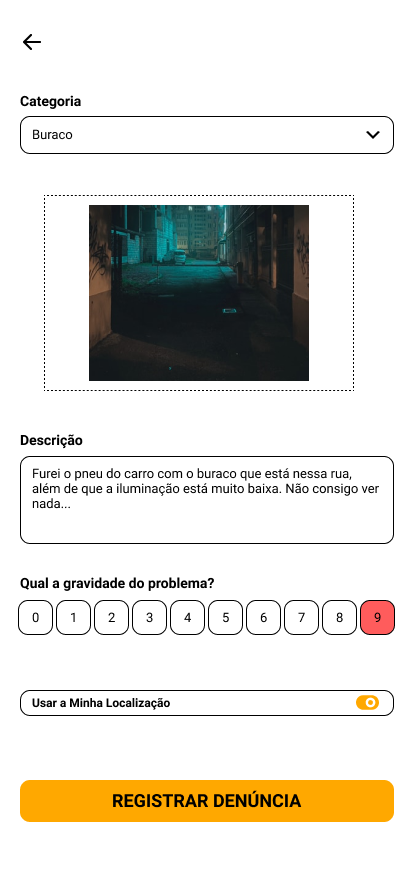 Categoria
Buraco
Descrição
Furei o pneu do carro com o buraco que está nessa rua,
além de que a iluminação está muito baixa. Não consigo ver
nada...
Qual a gravidade do problema?
0 1 2 3 4 5 6 7 8 9
Usar a Minha Localização
REGISTRAR DENÚNCIA